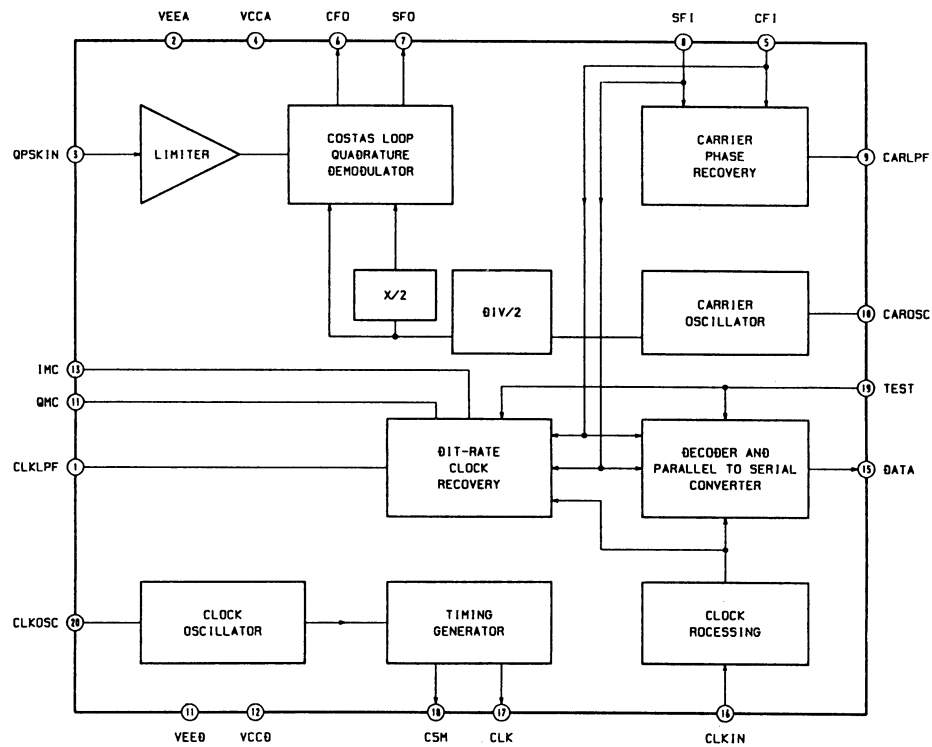 VEEA VCCA CFO SFO SFI CFI
2 4 6 7 8 5
QPSKIN 3
LIMITER
COSTAS LOOP
QUADRATURE
DEMODULATOR
CARRIER
PHASE
RECOVERY
9 CARLPF
X/2
DIV/2
CARRIER
OSCILLATOR
10 CAROSC
IMC 13
QMC 11
CLKLPF 1
19 TEST
BIT-RATE
CLOCK
RECOVERY
DECODER AND
PARALLEL TO SERIAL
CONVERTER
15 DATA
CLKOSC 20
CLOCK
OSCILLATOR
TIMING
GENERATOR
CLOCK
ROCESSING
11 12 18 17 16
VEED VCCD CSM CLK CLKIN